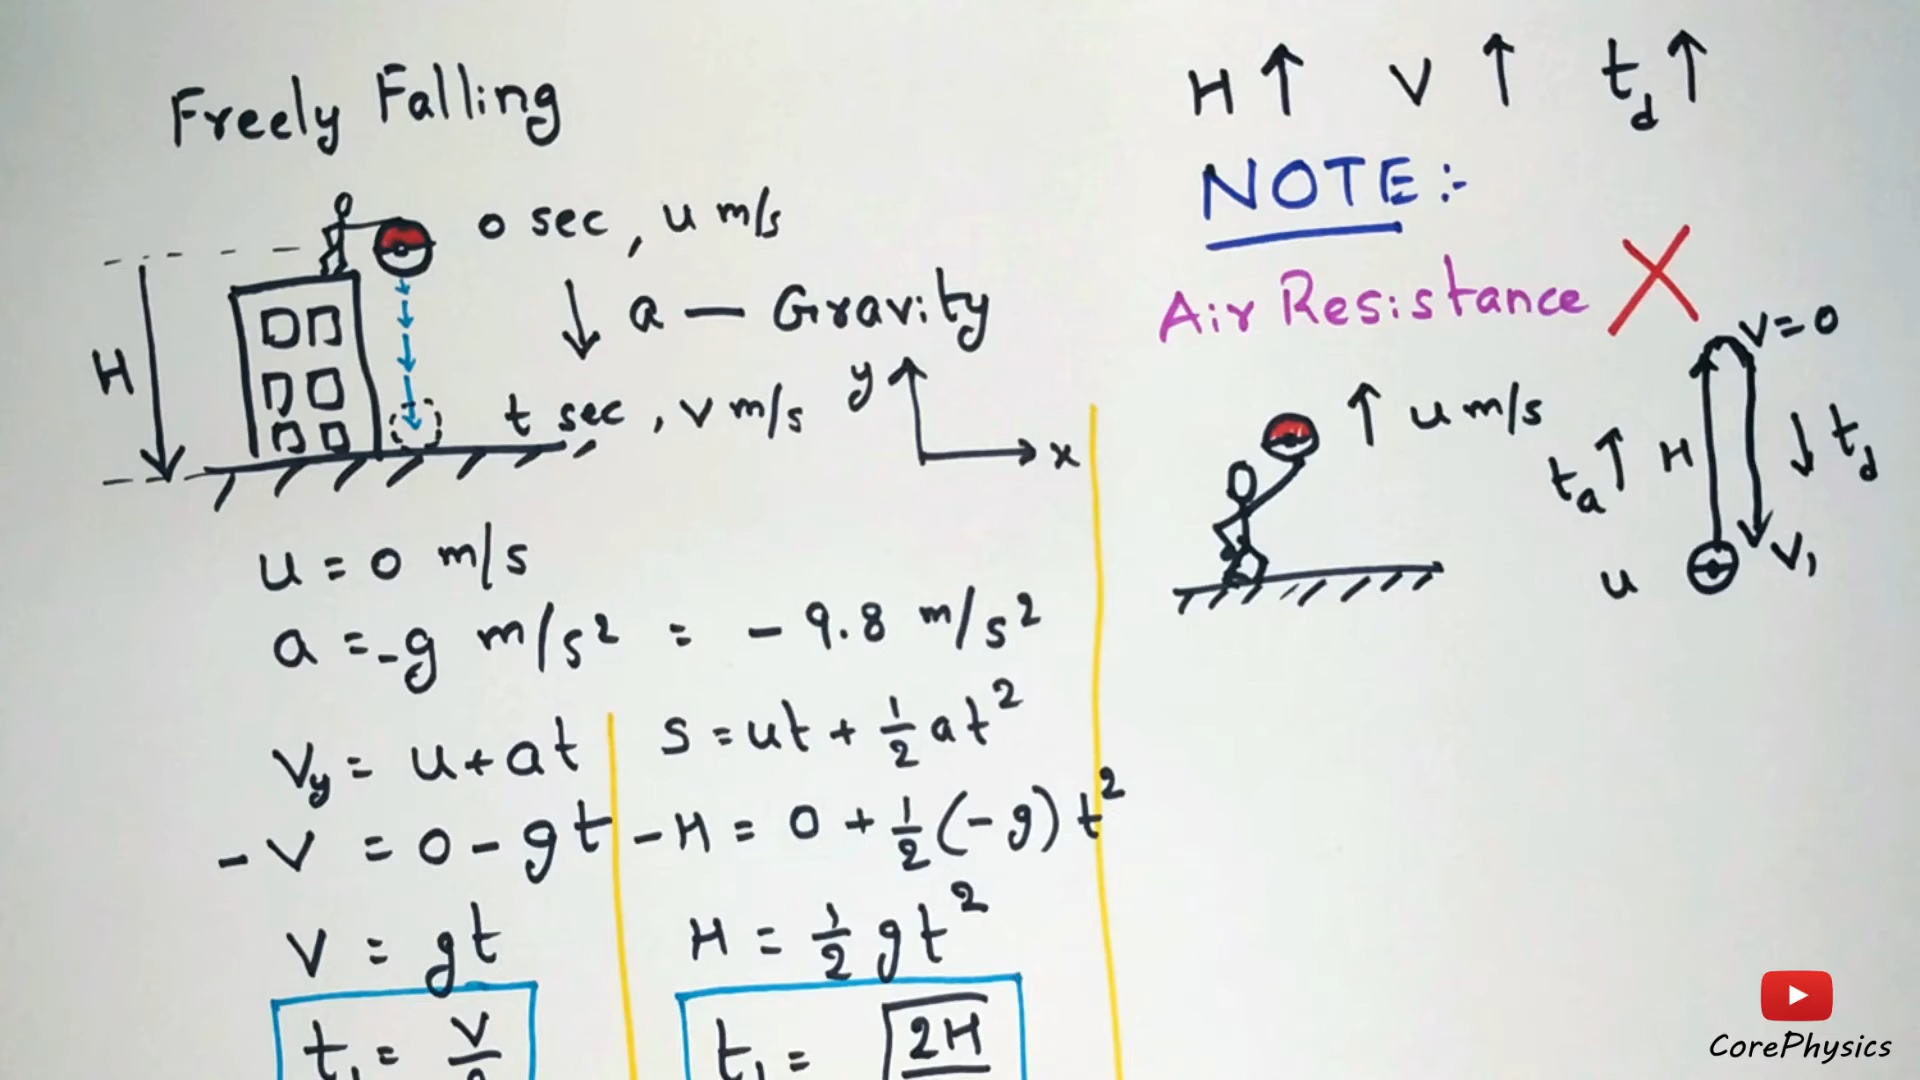 Freely Falling
0 sec, u m/s
↓ a — Gravity
H
t sec, v m/s
y
x
u = 0 m/s
a = -g m/s² = - 9.8 m/s²
Vy = u + at
- V = 0 - gt
V = gt
t₁ = V
s = ut + 1/2 at²
- H = 0 + 1/2 (-g) t²
H = 1/2 gt²
t₁ = 2H
H ↑ V ↑ td ↑
NOTE :-
Air Resistance X
↑ u m/s
V = 0
ta ↑ H ↓ td
u
V₁
CorePhysics